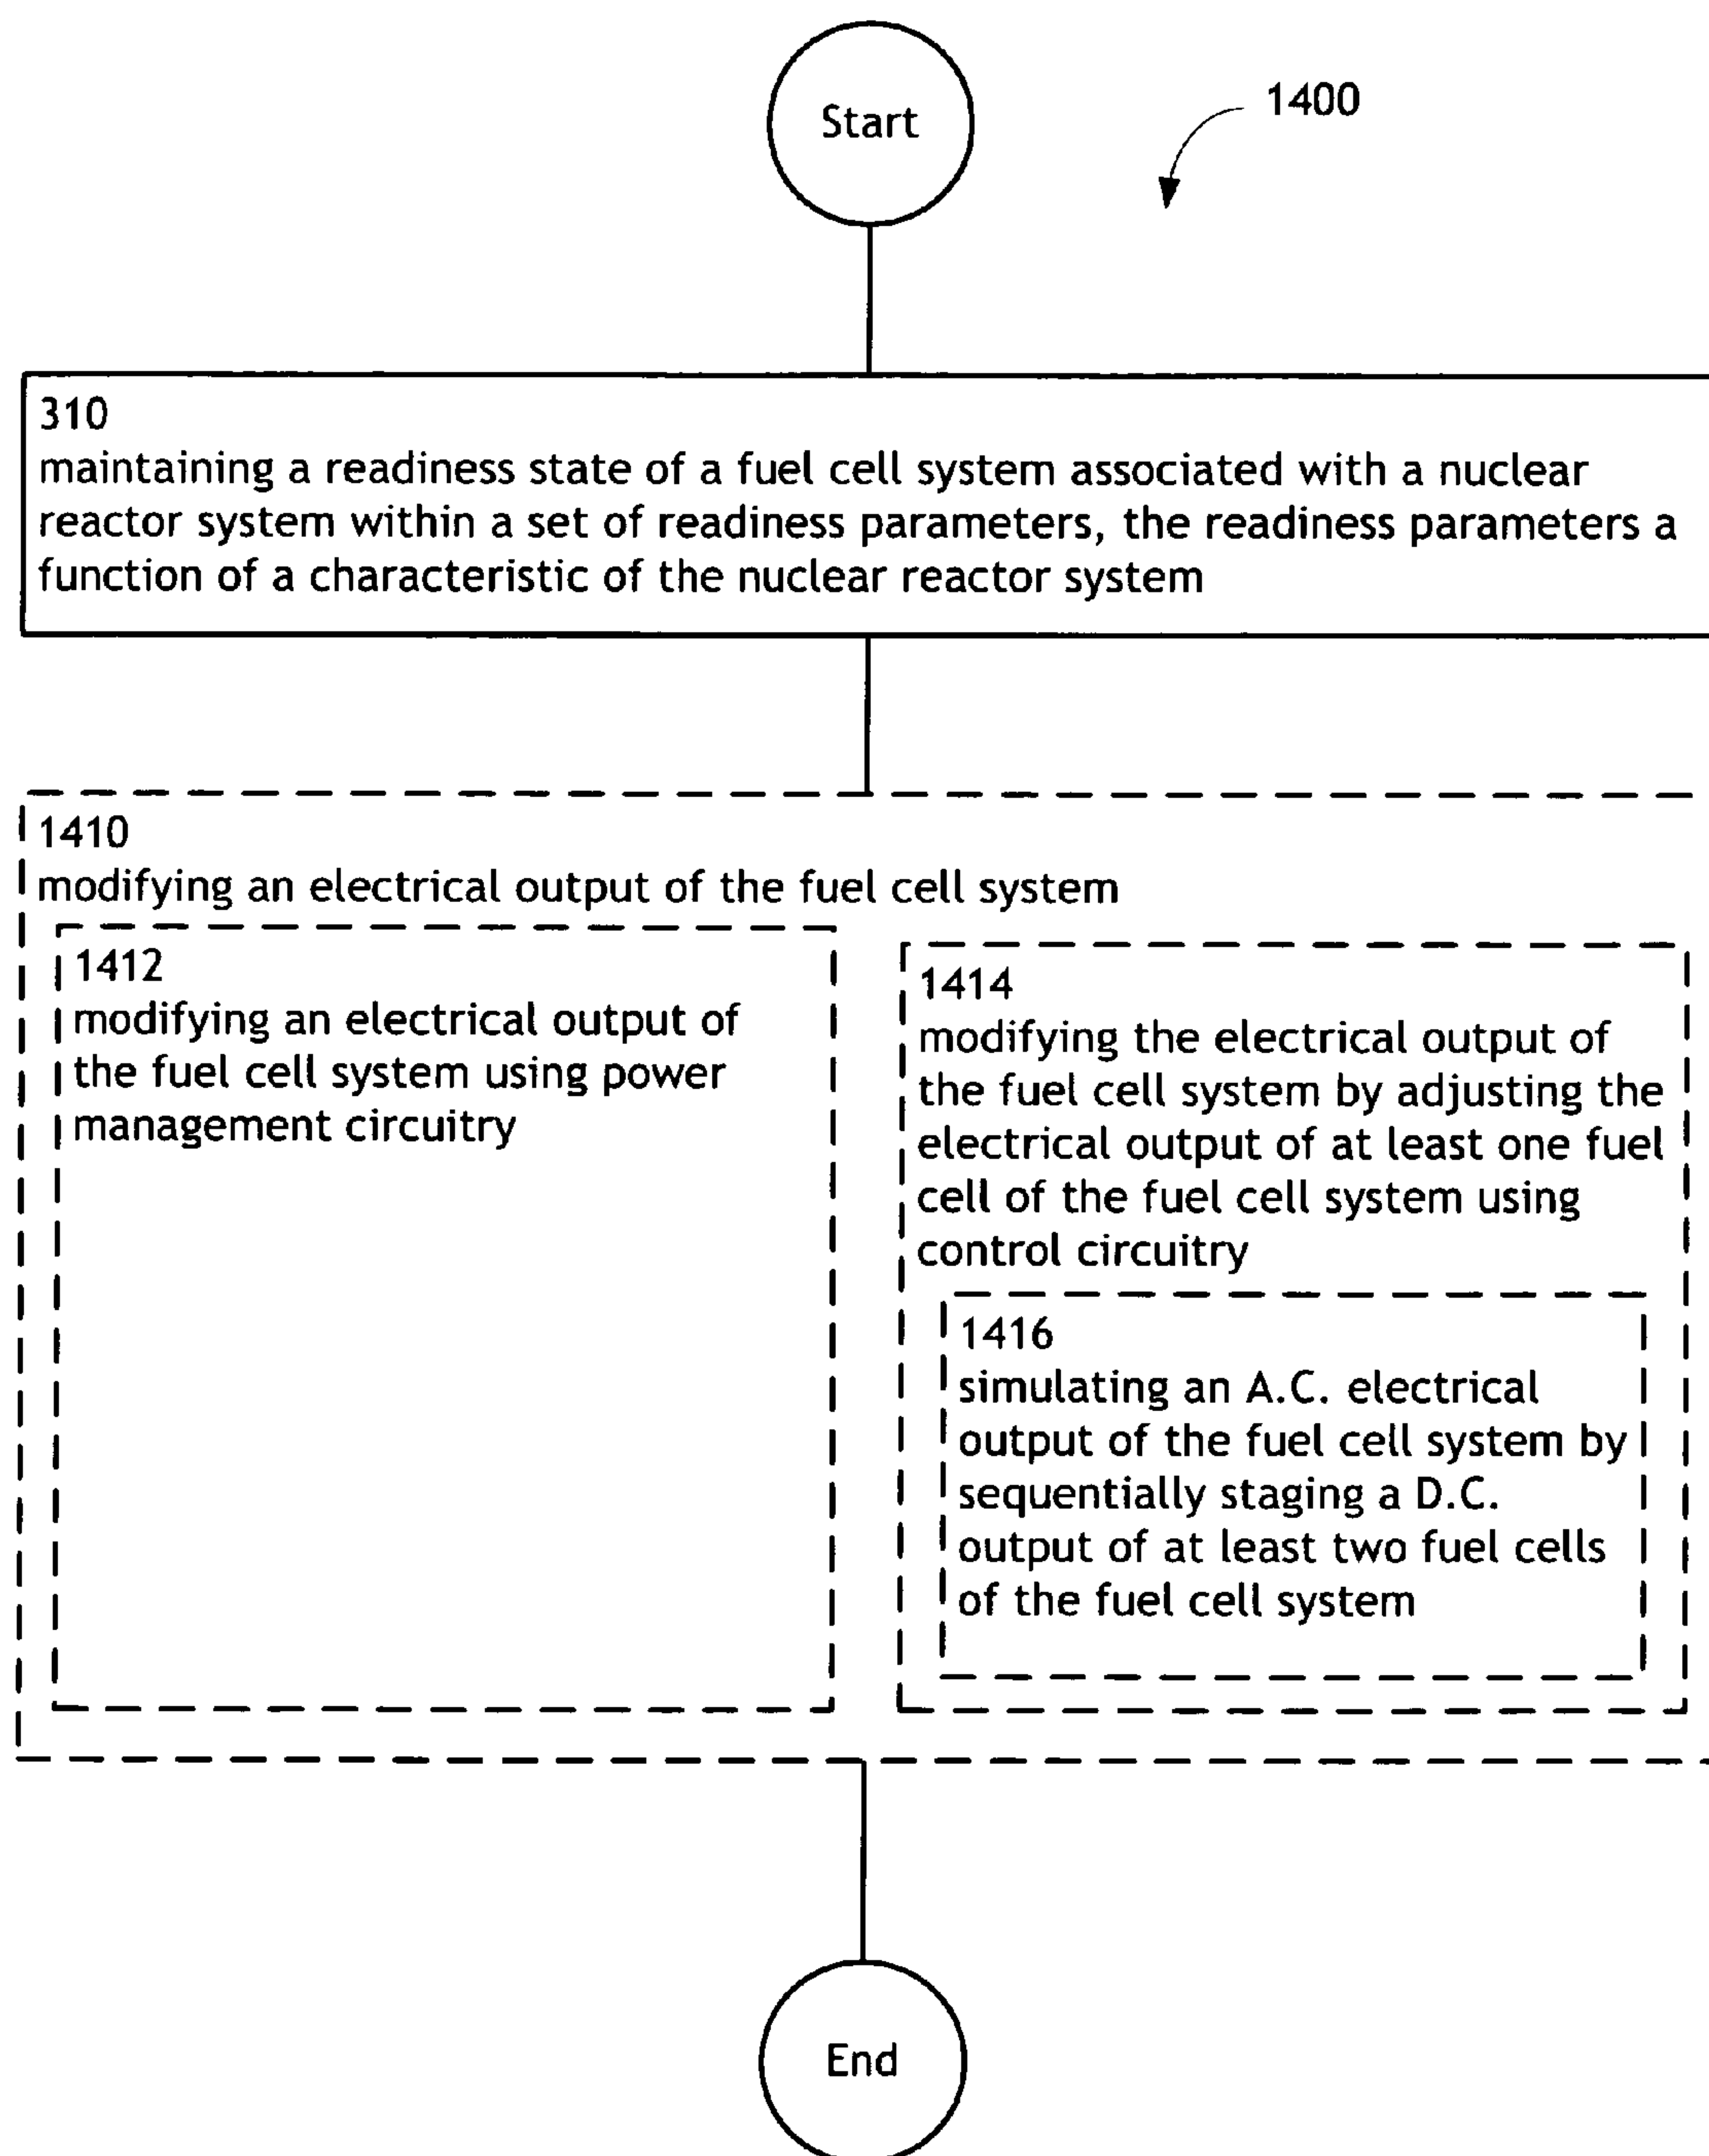 Start
1400
310
maintaining a readiness state of a fuel cell system associated with a nuclear
reactor system within a set of readiness parameters, the readiness parameters a
function of a characteristic of the nuclear reactor system
1410
modifying an electrical output of the fuel cell system
1412
modifying an electrical output of
the fuel cell system using power
management circuitry
1414
modifying the electrical output of
the fuel cell system by adjusting the
electrical output of at least one fuel
cell of the fuel cell system using
control circuitry
1416
simulating an A.C. electrical
output of the fuel cell system by
sequentially staging a D.C.
output of at least two fuel cells
of the fuel cell system
End